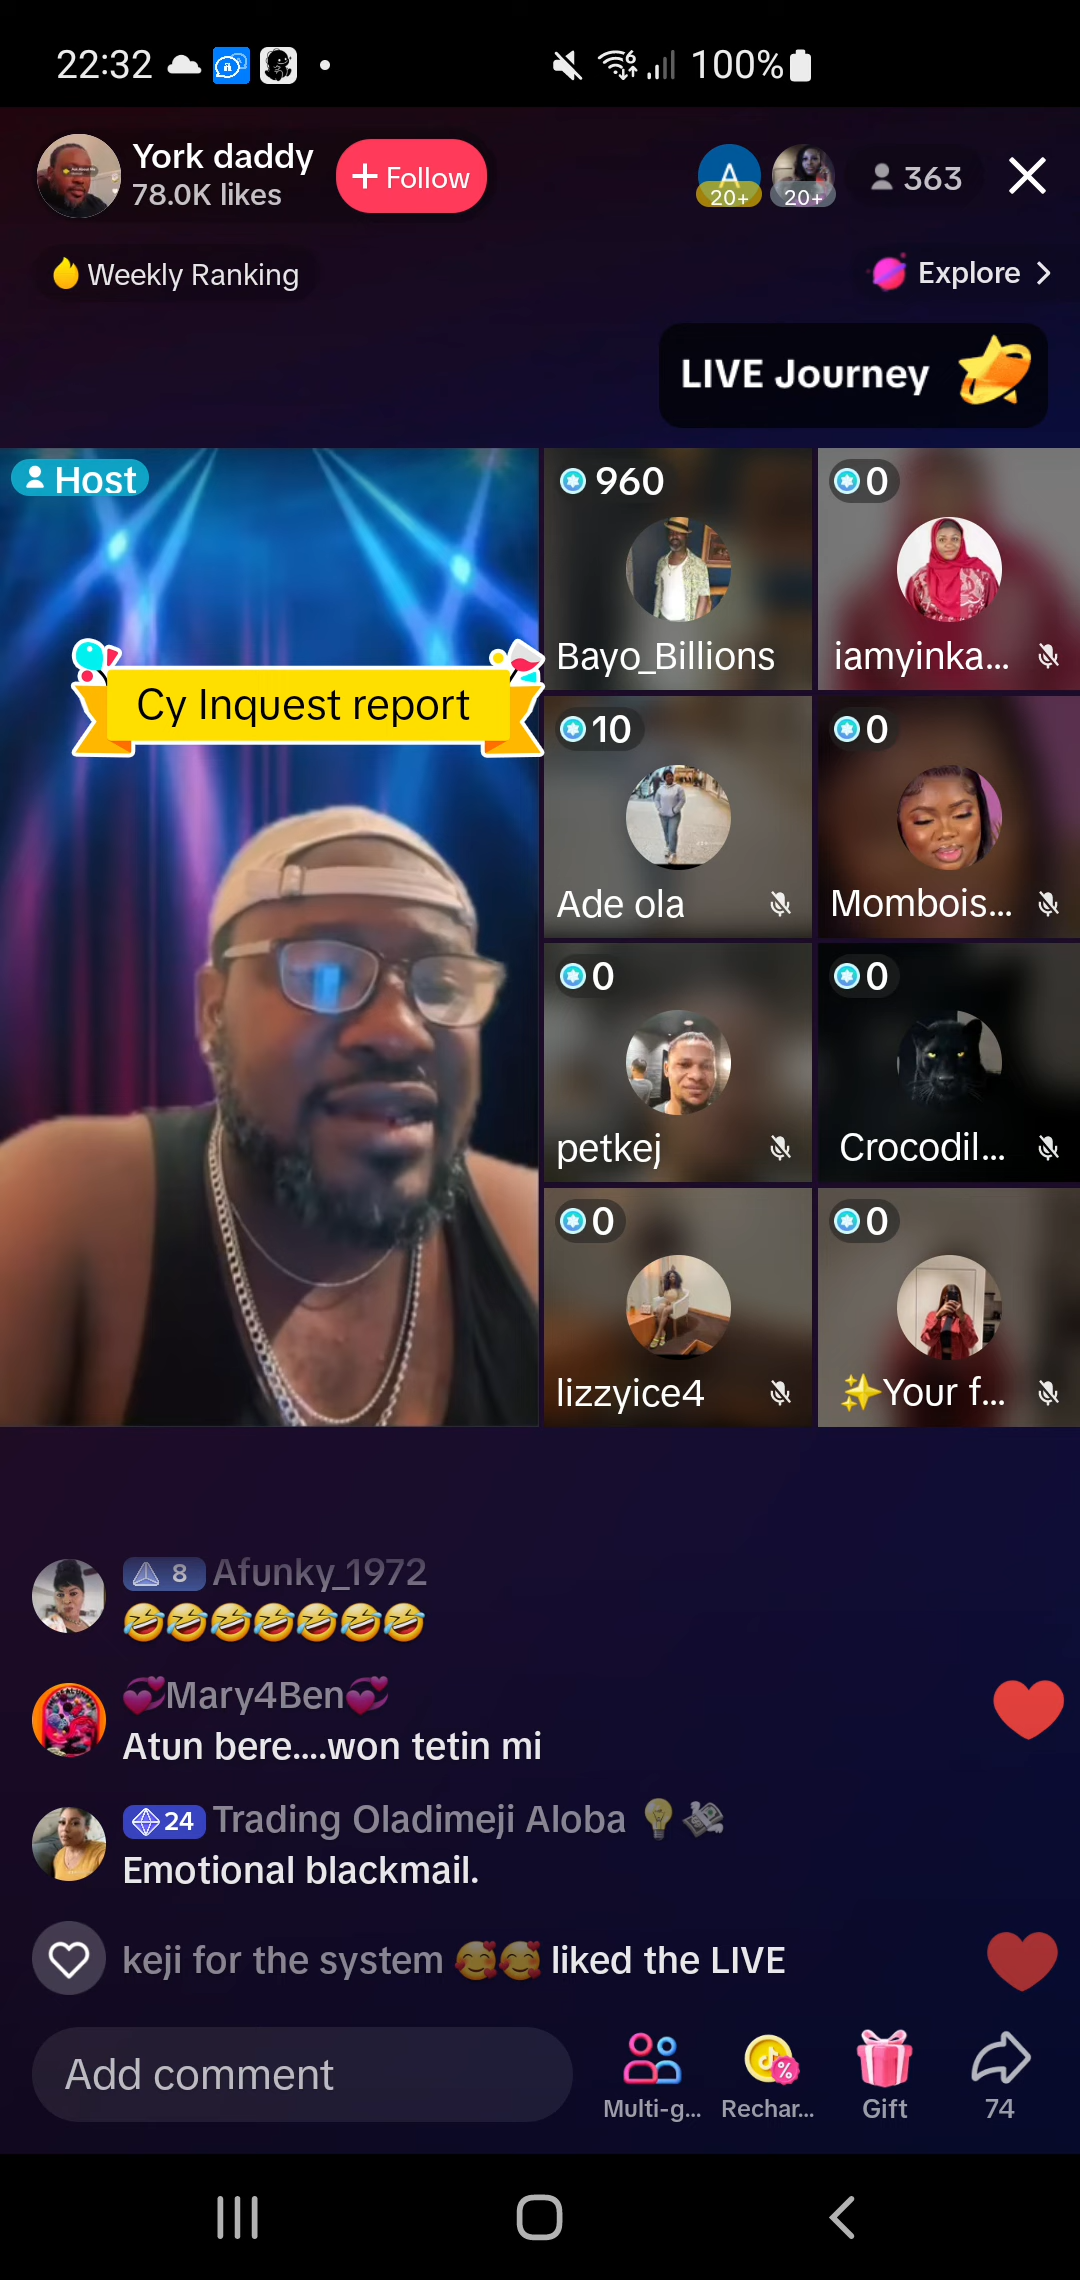 22:32
100%
York daddy
78.0K likes
+ Follow
A
20+
20+
363
Weekly Ranking
Explore >
LIVE Journey
Host
Cy Inquest report
960
Bayo_Billions
0
iamyinka...
10
Ade ola
0
Mombois...
0
petkej
0
Crocodil...
0
lizzyice4
0
✨Your f...
8 Afunky_1972
🤣🤣🤣🤣🤣🤣🤣
💞Mary4Ben💞
Atun bere....won tetin mi
24 Trading Oladimeji Aloba 💡💸
Emotional blackmail.
keji for the system 🥰🥰 liked the LIVE
Add comment
Multi-g...
Rechar...
Gift
74